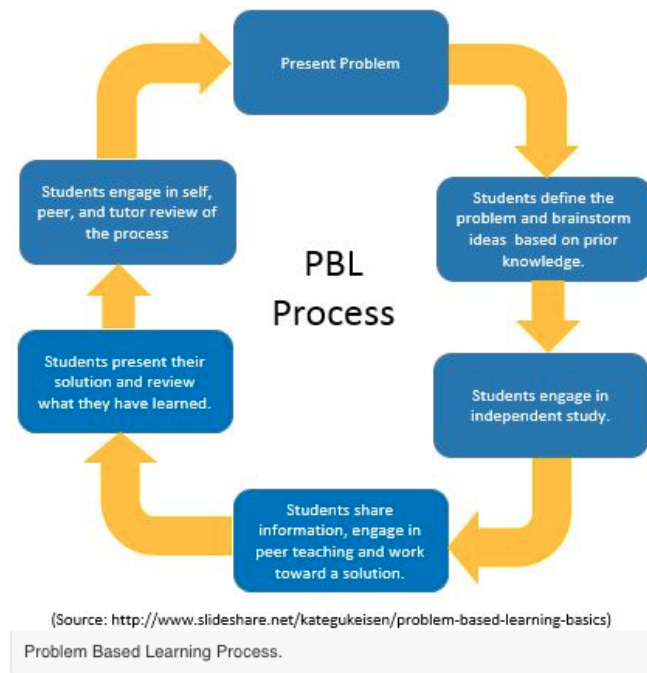 Present Problem
Students define the
problem and brainstorm
ideas based on prior
knowledge.
Students engage in
independent study.
Students share
information, engage in
peer teaching and work
toward a solution.
Students present their
solution and review
what they have learned.
Students engage in self,
peer, and tutor review of
the process
PBL
Process
(Source: http://www.slideshare.net/kategukeisen/problem-based-learning-basics)
Problem Based Learning Process.